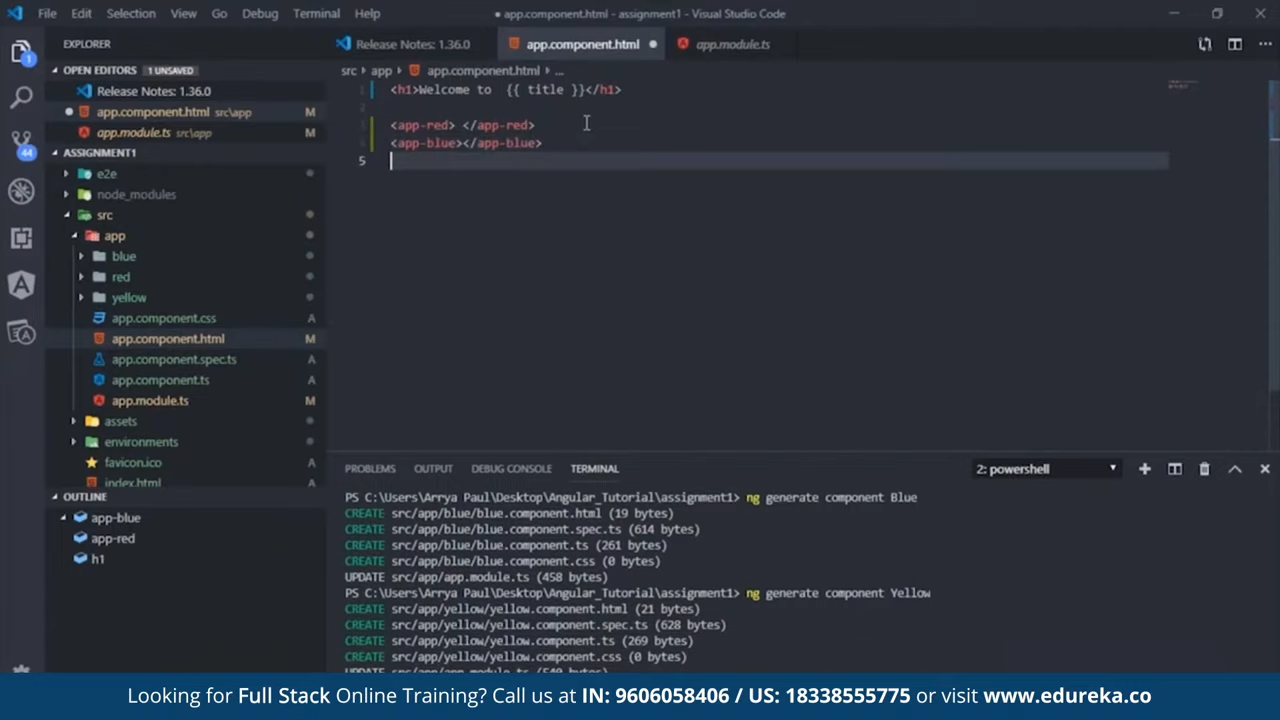 File Edit Selection View Go Debug Terminal Help
● app.component.html - assignment1 - Visual Studio Code
EXPLORER
Release Notes: 1.36.0
app.component.html
app.module.ts
OPEN EDITORS 1 UNSAVED
Release Notes: 1.36.0
app.component.html src\app M
app.module.ts src\app M
ASSIGNMENT1
e2e
node_modules
src
app
blue
red
yellow
app.component.css A
app.component.html M
app.component.spec.ts A
app.component.ts A
app.module.ts M
assets
environments
favicon.ico A
index.html A
OUTLINE
app-blue
app-red
h1
1
44
src app app.component.html ...
1 <h1>Welcome to {{ title }}</h1>
2
3 <app-red> </app-red>
4 <app-blue></app-blue>
5
PROBLEMS OUTPUT DEBUG CONSOLE TERMINAL
2: powershell
PS C:\Users\Arrya Paul\Desktop\Angular_Tutorial\assignment1> ng generate component Blue
CREATE src/app/blue/blue.component.html (19 bytes)
CREATE src/app/blue/blue.component.spec.ts (614 bytes)
CREATE src/app/blue/blue.component.ts (261 bytes)
CREATE src/app/blue/blue.component.css (0 bytes)
UPDATE src/app/app.module.ts (458 bytes)
PS C:\Users\Arrya Paul\Desktop\Angular_Tutorial\assignment1> ng generate component Yellow
CREATE src/app/yellow/yellow.component.html (21 bytes)
CREATE src/app/yellow/yellow.component.spec.ts (628 bytes)
CREATE src/app/yellow/yellow.component.ts (269 bytes)
CREATE src/app/yellow/yellow.component.css (0 bytes)
UPDATE src/app/app.module.ts (540 bytes)
Looking for Full Stack Online Training? Call us at IN: 9606058406 / US: 18338555775 or visit www.edureka.co